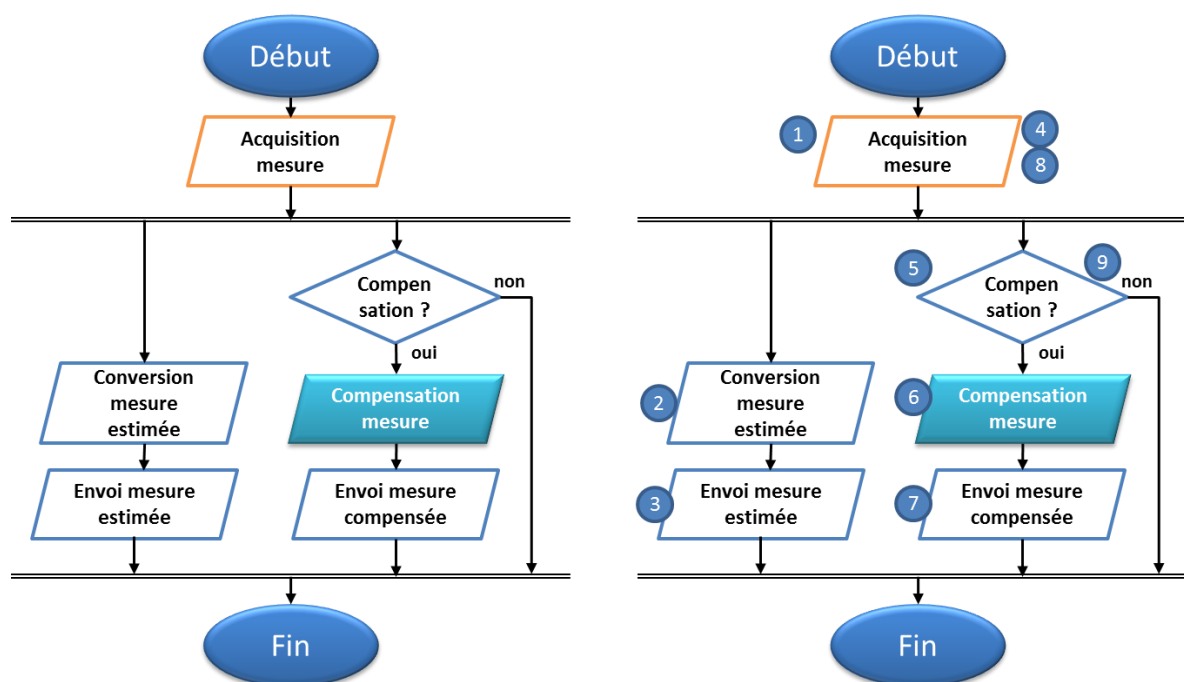 Début
Acquisition
mesure
Compen
sation ?
non
oui
Conversion
mesure
estimée
Compensation
mesure
Envoi mesure
estimée
Envoi mesure
compensée
Fin
Début
1
Acquisition
mesure
4
8
5
Compen
sation ?
9
non
oui
2
Conversion
mesure
estimée
6
Compensation
mesure
3
Envoi mesure
estimée
7
Envoi mesure
compensée
Fin